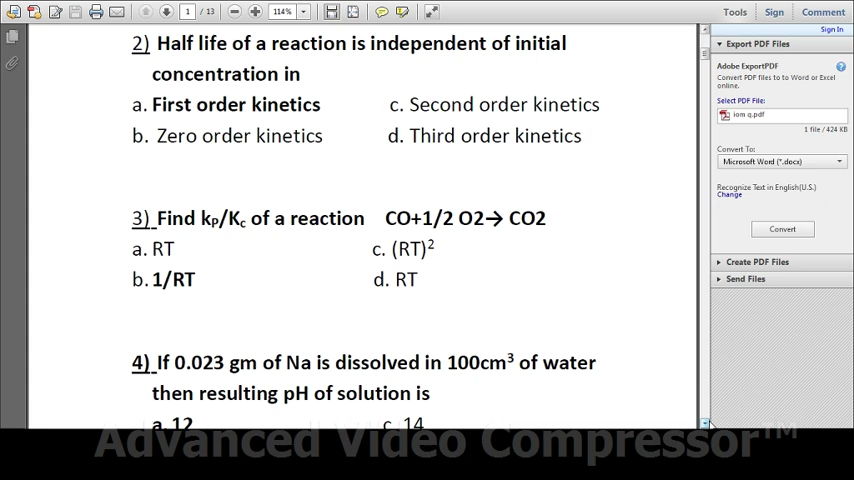 1 / 13
114%
Tools Sign Comment
Sign In
Export PDF Files
Adobe ExportPDF
Convert PDF files to to Word or Excel
online.
Select PDF File:
iom q.pdf
1 file / 424 KB
Convert To:
Microsoft Word (*.docx)
Recognize Text in English(U.S.)
Change
Convert
Create PDF Files
Send Files
2) Half life of a reaction is independent of initial
concentration in
a. First order kinetics c. Second order kinetics
b. Zero order kinetics d. Third order kinetics
3) Find kP/Kc of a reaction CO+1/2 O2→ CO2
a. RT c. (RT)²
b. 1/RT d. RT
4) If 0.023 gm of Na is dissolved in 100cm³ of water
then resulting pH of solution is
a. 12 c. 14
Advanced Video Compressor™